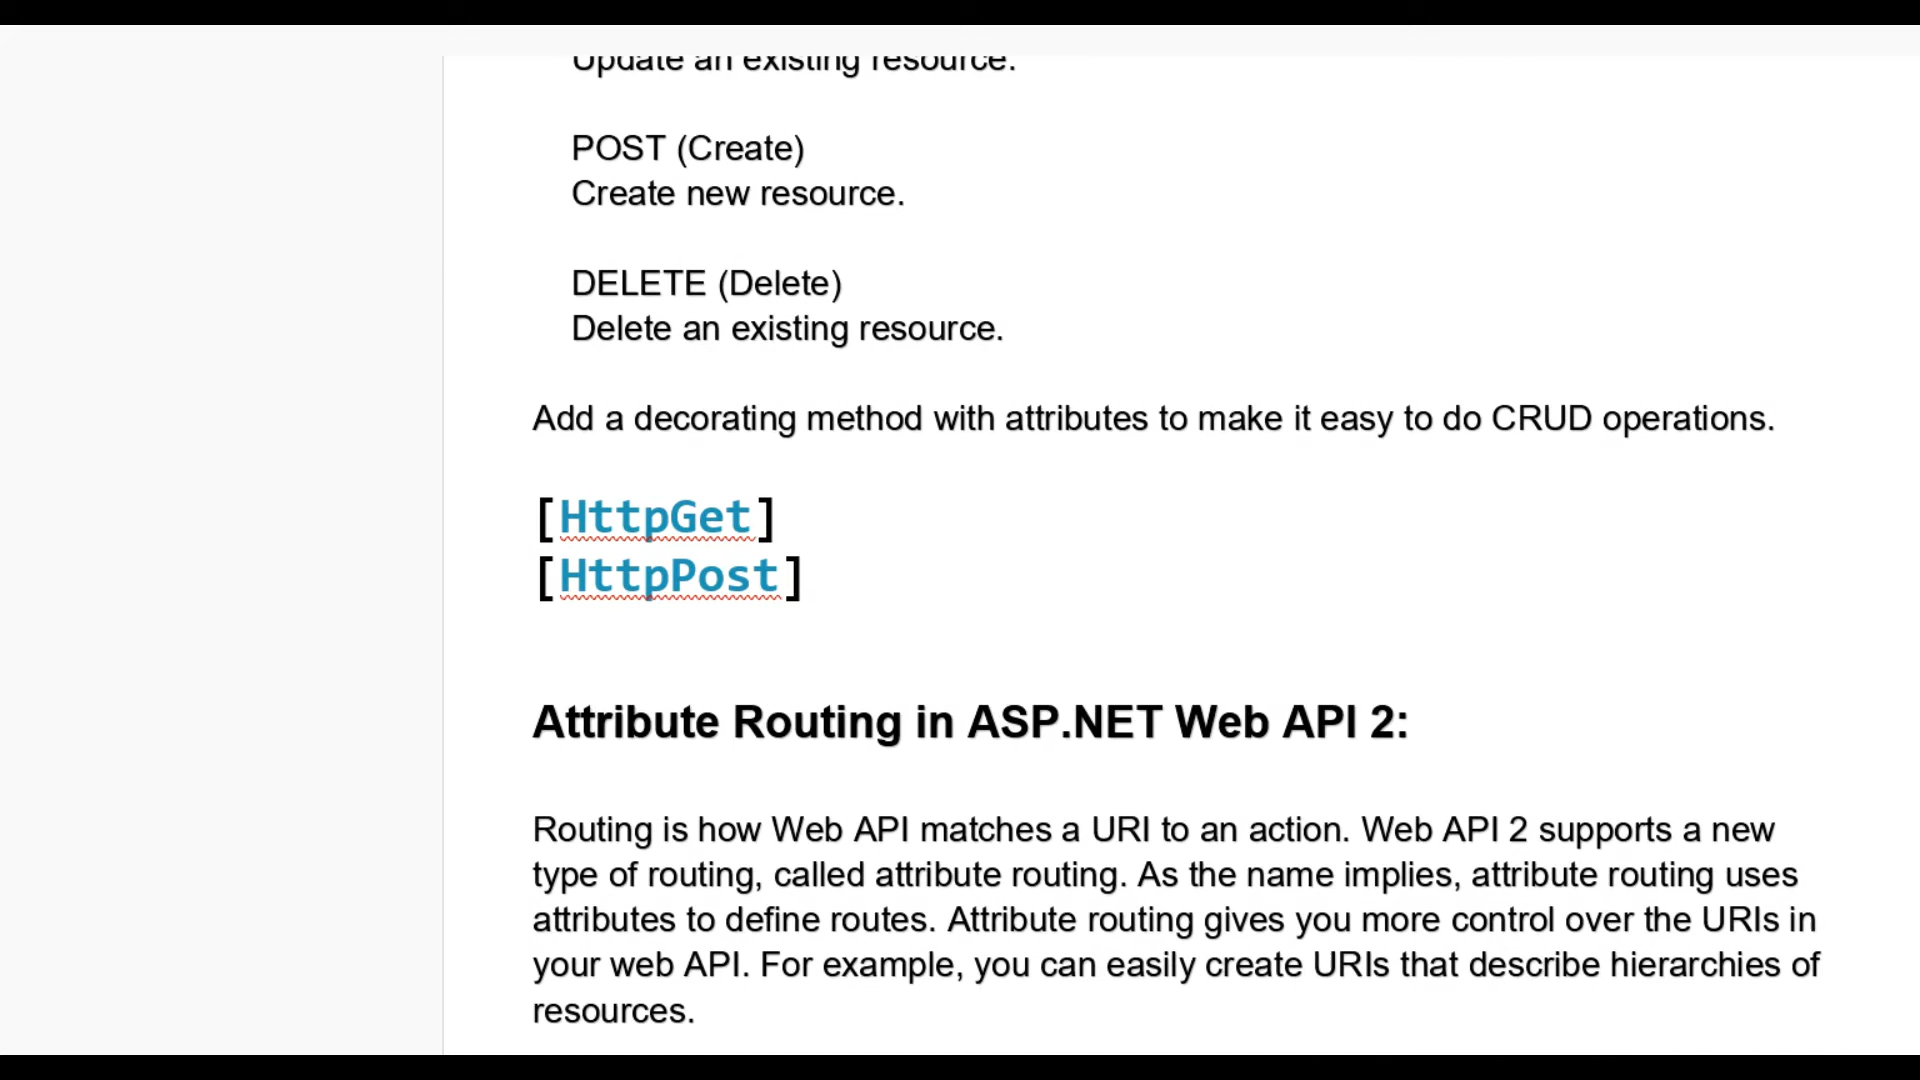 Update an existing resource.
POST (Create)
Create new resource.
DELETE (Delete)
Delete an existing resource.
Add a decorating method with attributes to make it easy to do CRUD operations.
[HttpGet]
[HttpPost]
Attribute Routing in ASP.NET Web API 2:
Routing is how Web API matches a URI to an action. Web API 2 supports a new
type of routing, called attribute routing. As the name implies, attribute routing uses
attributes to define routes. Attribute routing gives you more control over the URIs in
your web API. For example, you can easily create URIs that describe hierarchies of
resources.